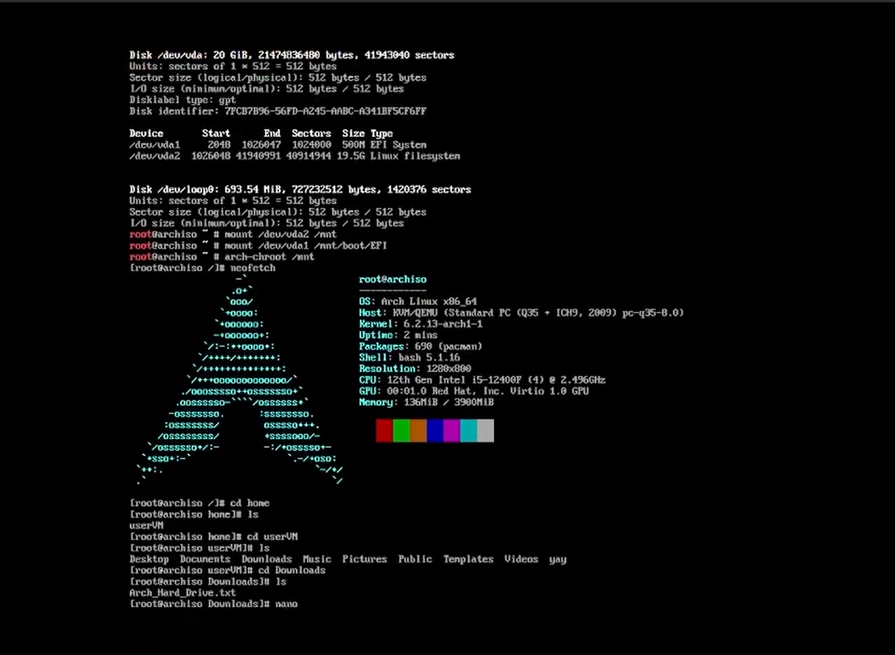 Disk /dev/vda: 20 GiB, 21474836480 bytes, 41943040 sectors
Units: sectors of 1 * 512 = 512 bytes
Sector size (logical/physical): 512 bytes / 512 bytes
I/O size (minimum/optimal): 512 bytes / 512 bytes
Disklabel type: gpt
Disk identifier: 7FCB7B96-56FD-A245-AABC-A341BF5CF6FF
Device Start End Sectors Size Type
/dev/vda1 2048 1026047 1024000 500M EFI System
/dev/vda2 1026048 41940991 40914944 19.5G Linux filesystem
Disk /dev/loop0: 693.54 MiB, 727232512 bytes, 1420376 sectors
Units: sectors of 1 * 512 = 512 bytes
Sector size (logical/physical): 512 bytes / 512 bytes
I/O size (minimum/optimal): 512 bytes / 512 bytes
root@archiso ~ # mount /dev/vda2 /mnt
root@archiso ~ # mount /dev/vda1 /mnt/boot/EFI
root@archiso ~ # arch-chroot /mnt
[root@archiso /]# neofetch
root@archiso
------------
OS: Arch Linux x86_64
Host: KVM/QEMU (Standard PC (Q35 + ICH9, 2009) pc-q35-8.0)
Kernel: 6.2.13-arch1-1
Uptime: 2 mins
Packages: 690 (pacman)
Shell: bash 5.1.16
Resolution: 1280x800
CPU: 12th Gen Intel i5-12400F (4) @ 2.496GHz
GPU: 00:01.0 Red Hat, Inc. Virtio 1.0 GPU
Memory: 136MiB / 3900MiB
[root@archiso /]# cd home
[root@archiso home]# ls
userVM
[root@archiso home]# cd userVM
[root@archiso userVM]# ls
Desktop Documents Downloads Music Pictures Public Templates Videos yay
[root@archiso userVM]# cd Downloads
[root@archiso Downloads]# ls
Arch_Hard_Drive.txt
[root@archiso Downloads]# nano